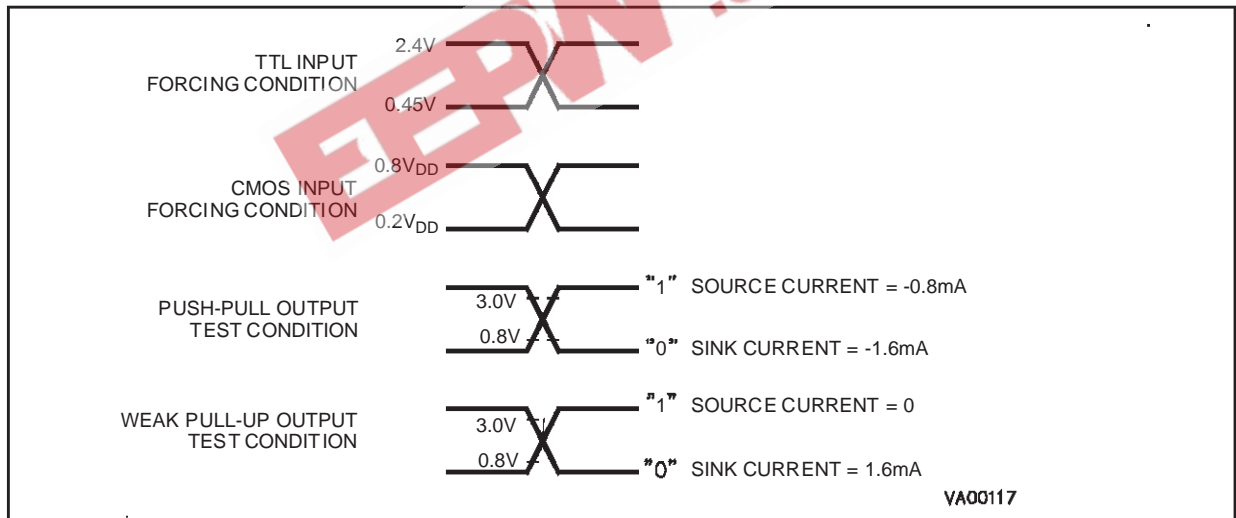 EEPW .
TTL INPUT
FORCING CONDITION
2.4V
0.45V
CMOS INPUT
FORCING CONDITION
0.8VDD
0.2VDD
PUSH-PULL OUTPUT
TEST CONDITION
3.0V
0.8V
"1" SOURCE CURRENT = -0.8mA
"0" SINK CURRENT = -1.6mA
WEAK PULL-UP OUTPUT
TEST CONDITION
3.0V
0.8V
"1" SOURCE CURRENT = 0
"0" SINK CURRENT = 1.6mA
VA00117